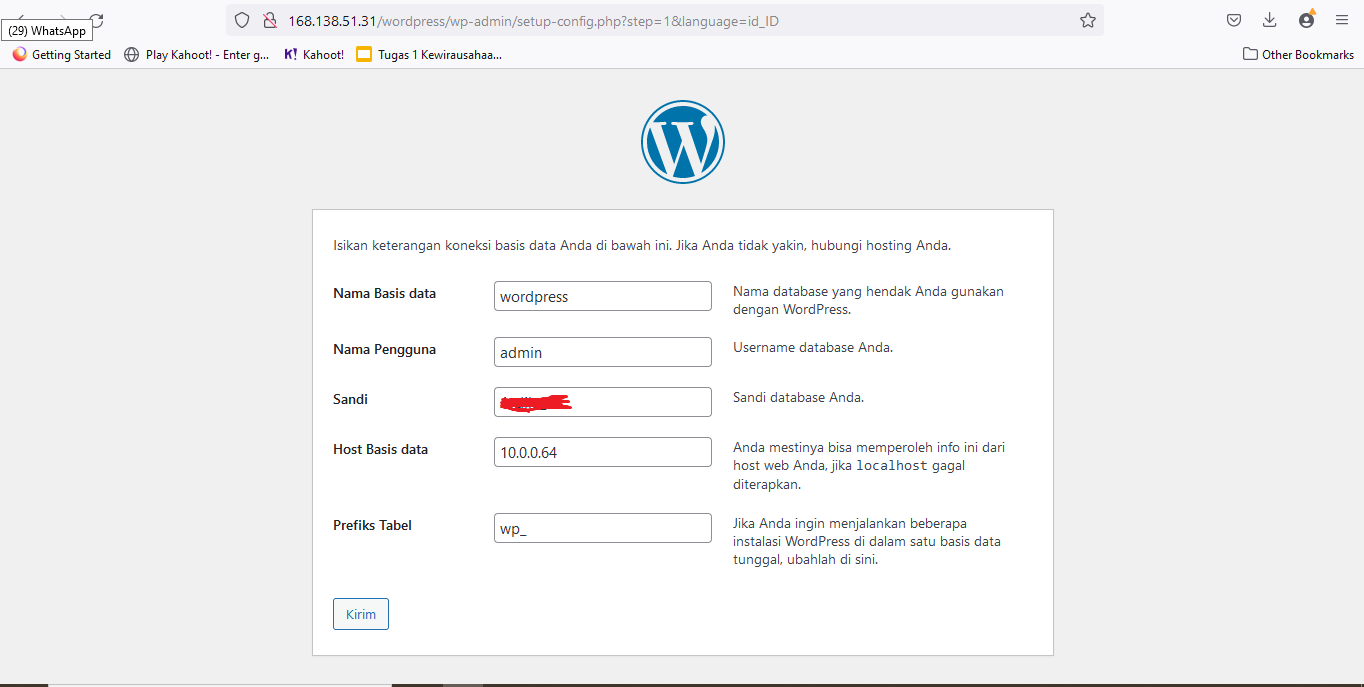 (29) WhatsApp
168.138.51.31/wordpress/wp-admin/setup-config.php?step=1&language=id_ID
Getting Started
Play Kahoot! - Enter g...
K! Kahoot!
Tugas 1 Kewirausahaa...
Other Bookmarks
Isikan keterangan koneksi basis data Anda di bawah ini. Jika Anda tidak yakin, hubungi hosting Anda.
Nama Basis data
wordpress
Nama database yang hendak Anda gunakan
dengan WordPress.
Nama Pengguna
admin
Username database Anda.
Sandi
Sandi database Anda.
Host Basis data
10.0.0.64
Anda mestinya bisa memperoleh info ini dari
host web Anda, jika localhost gagal
diterapkan.
Prefiks Tabel
wp_
Jika Anda ingin menjalankan beberapa
instalasi WordPress di dalam satu basis data
tunggal, ubahlah di sini.
Kirim